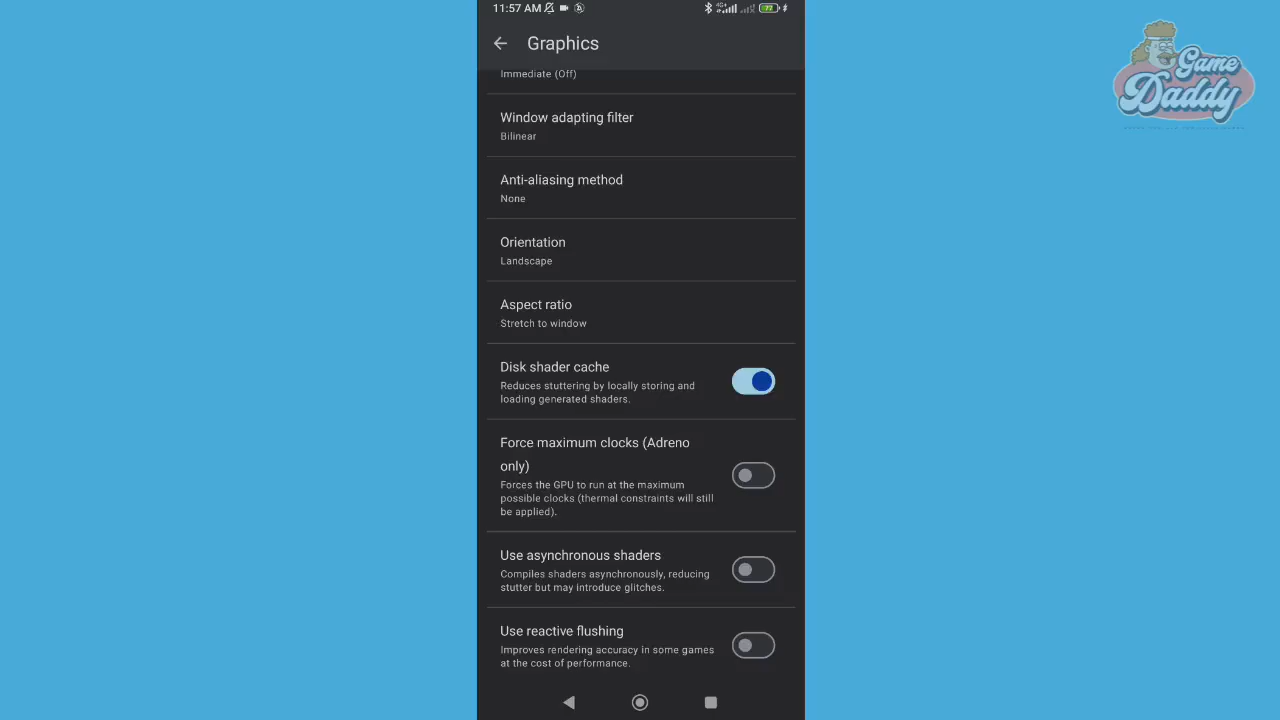 11:57 AM
4G+
77
Graphics
Immediate (Off)
Window adapting filter
Bilinear
Anti-aliasing method
None
Orientation
Landscape
Aspect ratio
Stretch to window
Disk shader cache
Reduces stuttering by locally storing and
loading generated shaders.
Force maximum clocks (Adreno
only)
Forces the GPU to run at the maximum
possible clocks (thermal constraints will still
be applied).
Use asynchronous shaders
Compiles shaders asynchronously, reducing
stutter but may introduce glitches.
Use reactive flushing
Improves rendering accuracy in some games
at the cost of performance.
Game
Daddy